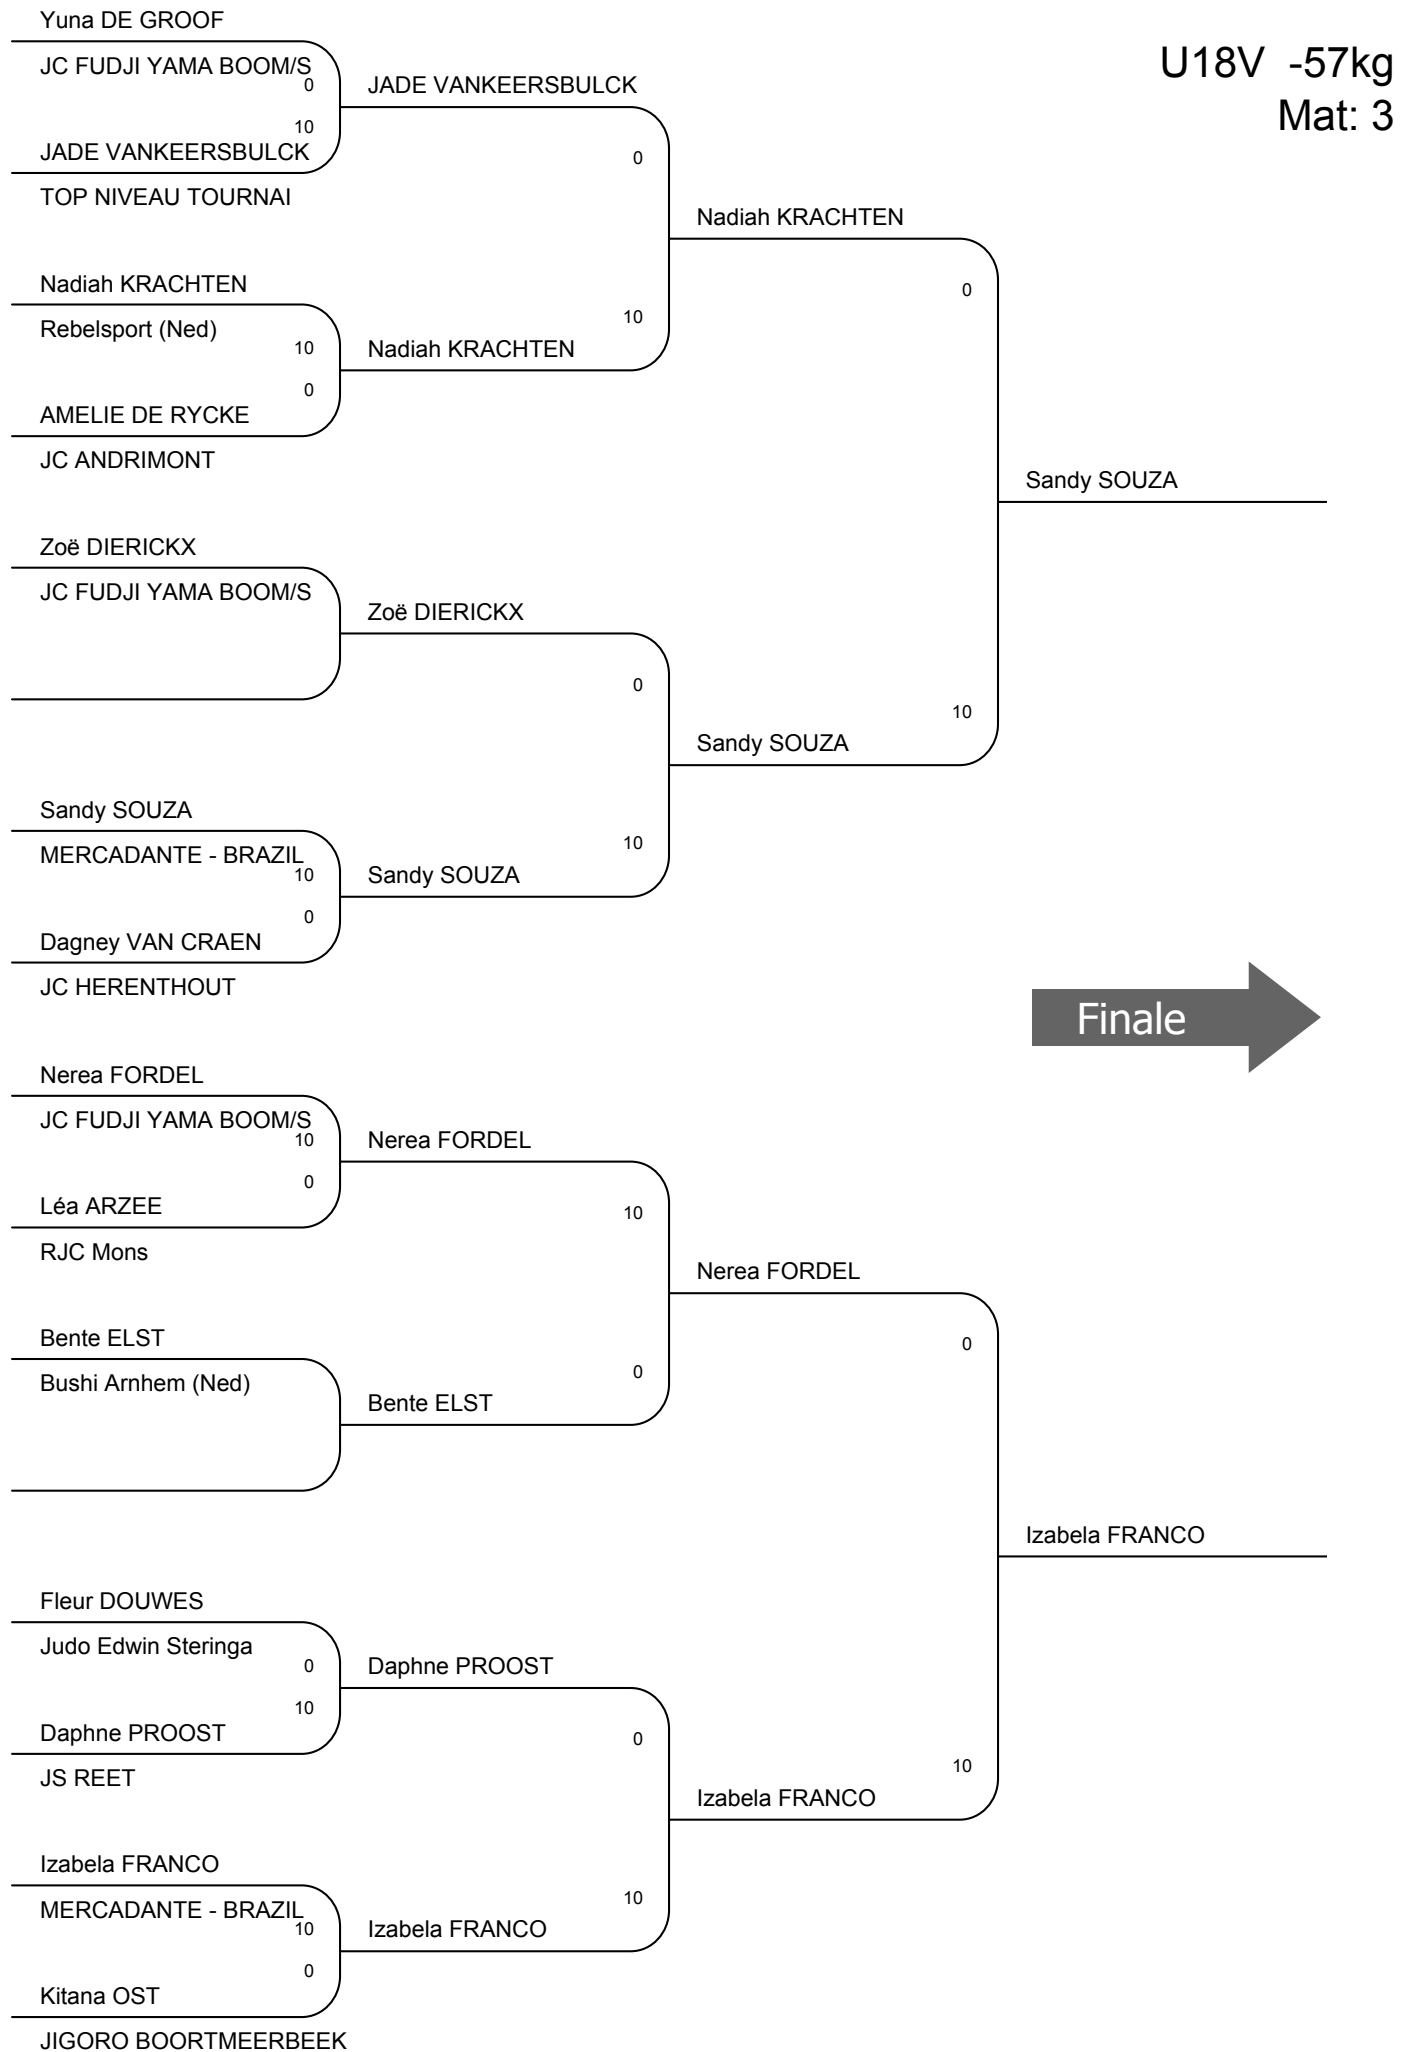 Yuna DE GROOF
JC FUDJI YAMA BOOM/S
0
10
JADE VANKEERSBULCK
TOP NIVEAU TOURNAI
JADE VANKEERSBULCK
0
U18V -57kg
Mat: 3
Nadiah KRACHTEN
0
Nadiah KRACHTEN
Rebelsport (Ned)
10
0
AMELIE DE RYCKE
JC ANDRIMONT
10
Nadiah KRACHTEN
Sandy SOUZA
Zoë DIERICKX
JC FUDJI YAMA BOOM/S
Zoë DIERICKX
0
10
Sandy SOUZA
Sandy SOUZA
MERCADANTE - BRAZIL
10
0
Dagney VAN CRAEN
JC HERENTHOUT
10
Sandy SOUZA
Finale
Nerea FORDEL
JC FUDJI YAMA BOOM/S
10
0
Léa ARZEE
RJC Mons
Nerea FORDEL
10
Nerea FORDEL
0
Bente ELST
Bushi Arnhem (Ned)
0
Bente ELST
Izabela FRANCO
Fleur DOUWES
Judo Edwin Steringa
0
10
Daphne PROOST
JS REET
Daphne PROOST
0
10
Izabela FRANCO
Izabela FRANCO
MERCADANTE - BRAZIL
10
0
Kitana OST
JIGORO BOORTMEERBEEK
10
Izabela FRANCO